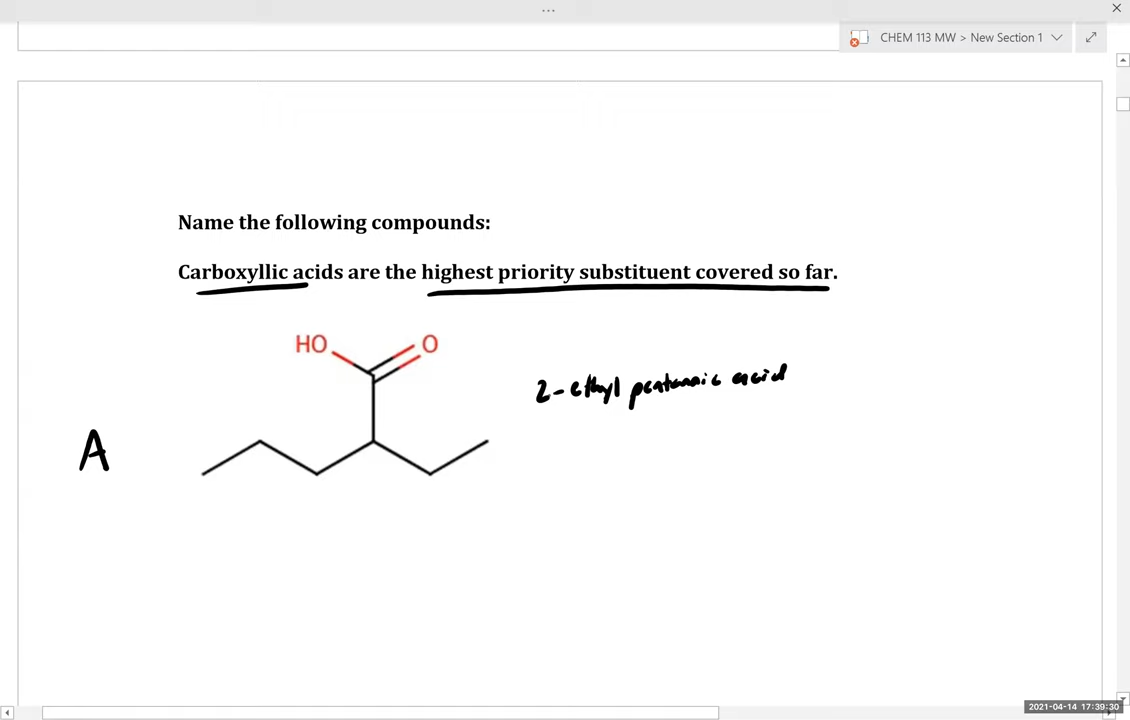 ...
CHEM 113 MW > New Section 1
Name the following compounds:
Carboxyllic acids are the highest priority substituent covered so far.
HO
O
2-ethyl pentanoic acid
A
2021-04-14 17:39:30